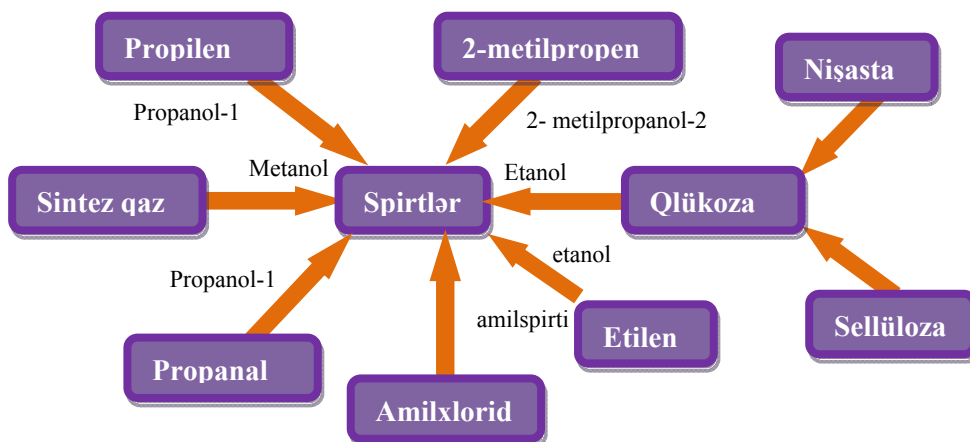 Propilen
2-metilpropen
Nişasta
Propanol-1
2- metilpropanol-2
Metanol
Etanol
Sintez qaz
Spirtlər
Qlükoza
Propanol-1
etanol
amilspirti
Propanal
Amilxlorid
Etilen
Sellüloza